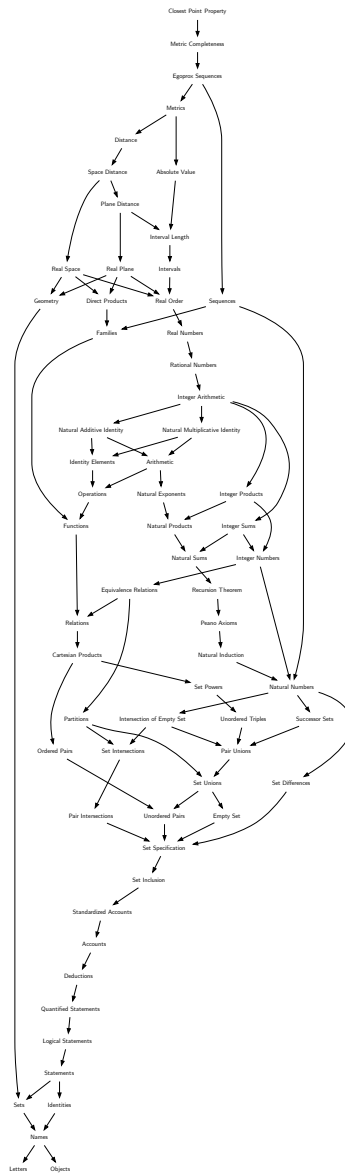 Closest Point Property
Metric Completeness
Egoprox Sequences
Metrics
Distance
Space Distance Absolute Value
Plane Distance
Interval Length
Real Space Real Plane Intervals
Geometry Direct Products Real Order Sequences
Families Real Numbers
Rational Numbers
Integer Arithmetic
Natural Additive Identity Natural Multiplicative Identity
Identity Elements Arithmetic
Operations Natural Exponents Integer Products
Functions Natural Products Integer Sums
Natural Sums Integer Numbers
Equivalence Relations Recursion Theorem
Relations Peano Axioms
Cartesian Products Natural Induction
Set Powers Natural Numbers
Partitions Intersection of Empty Set Unordered Triples Successor Sets
Ordered Pairs Set Intersections Pair Unions
Set Unions Set Differences
Pair Intersections Unordered Pairs Empty Set
Set Specification
Set Inclusion
Standardized Accounts
Accounts
Deductions
Quantified Statements
Logical Statements
Statements
Sets Identities
Names
Letters Objects